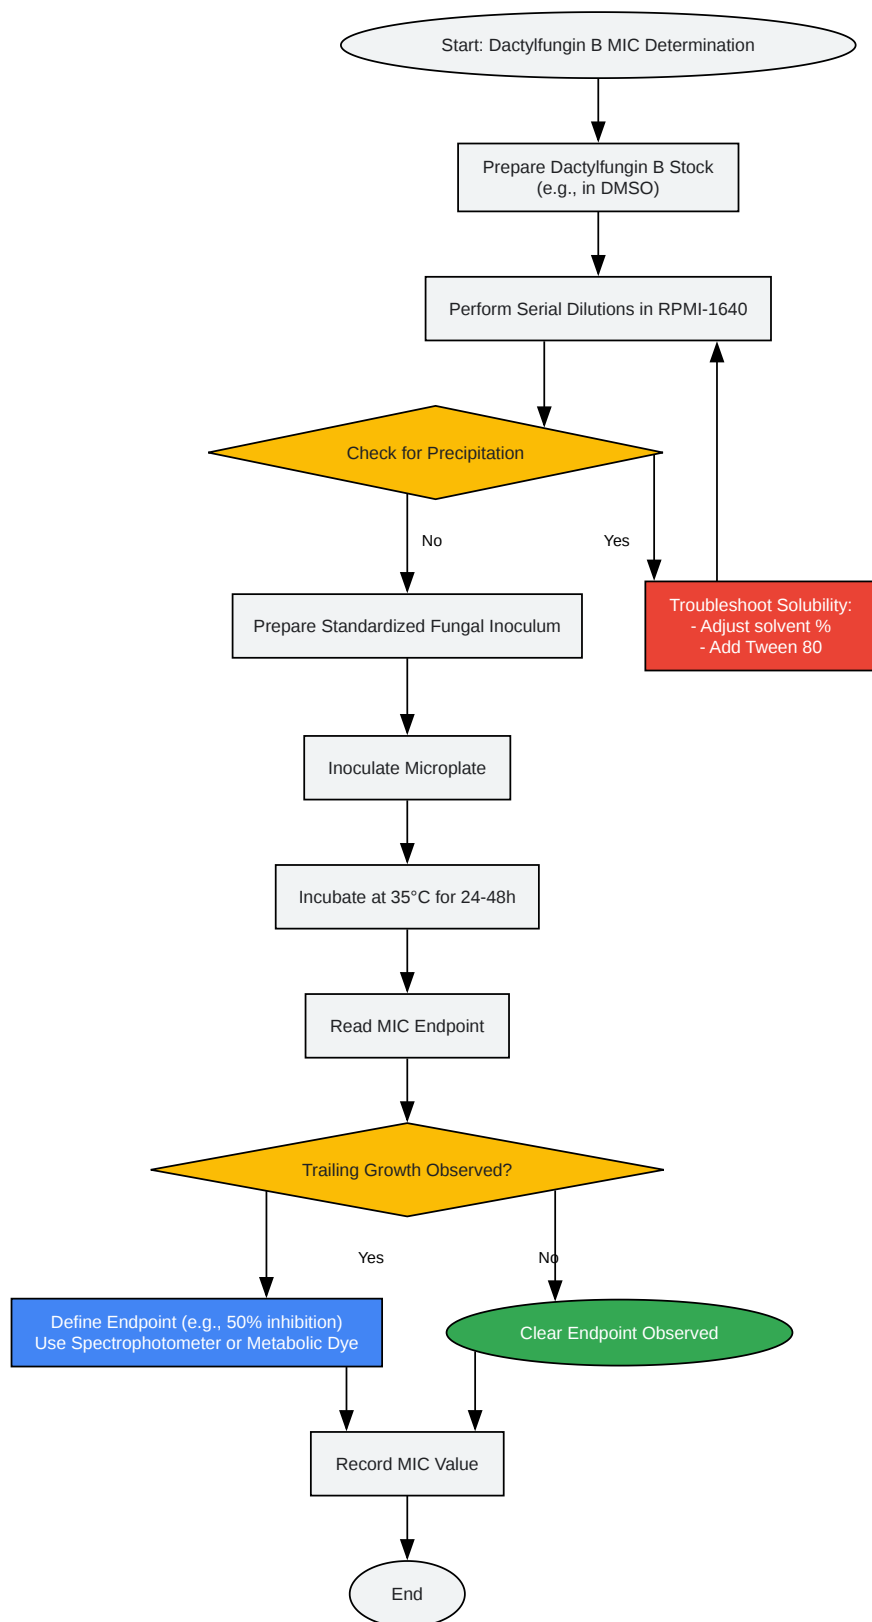 Start: Dactylfungin B MIC Determination
Prepare Dactylfungin B Stock
(e.g., in DMSO)
Perform Serial Dilutions in RPMI-1640
Check for Precipitation
No
Yes
Prepare Standardized Fungal Inoculum
Troubleshoot Solubility:
- Adjust solvent %
- Add Tween 80
Inoculate Microplate
Incubate at 35°C for 24-48h
Read MIC Endpoint
Trailing Growth Observed?
Yes
No
Define Endpoint (e.g., 50% inhibition)
Use Spectrophotometer or Metabolic Dye
Clear Endpoint Observed
Record MIC Value
End